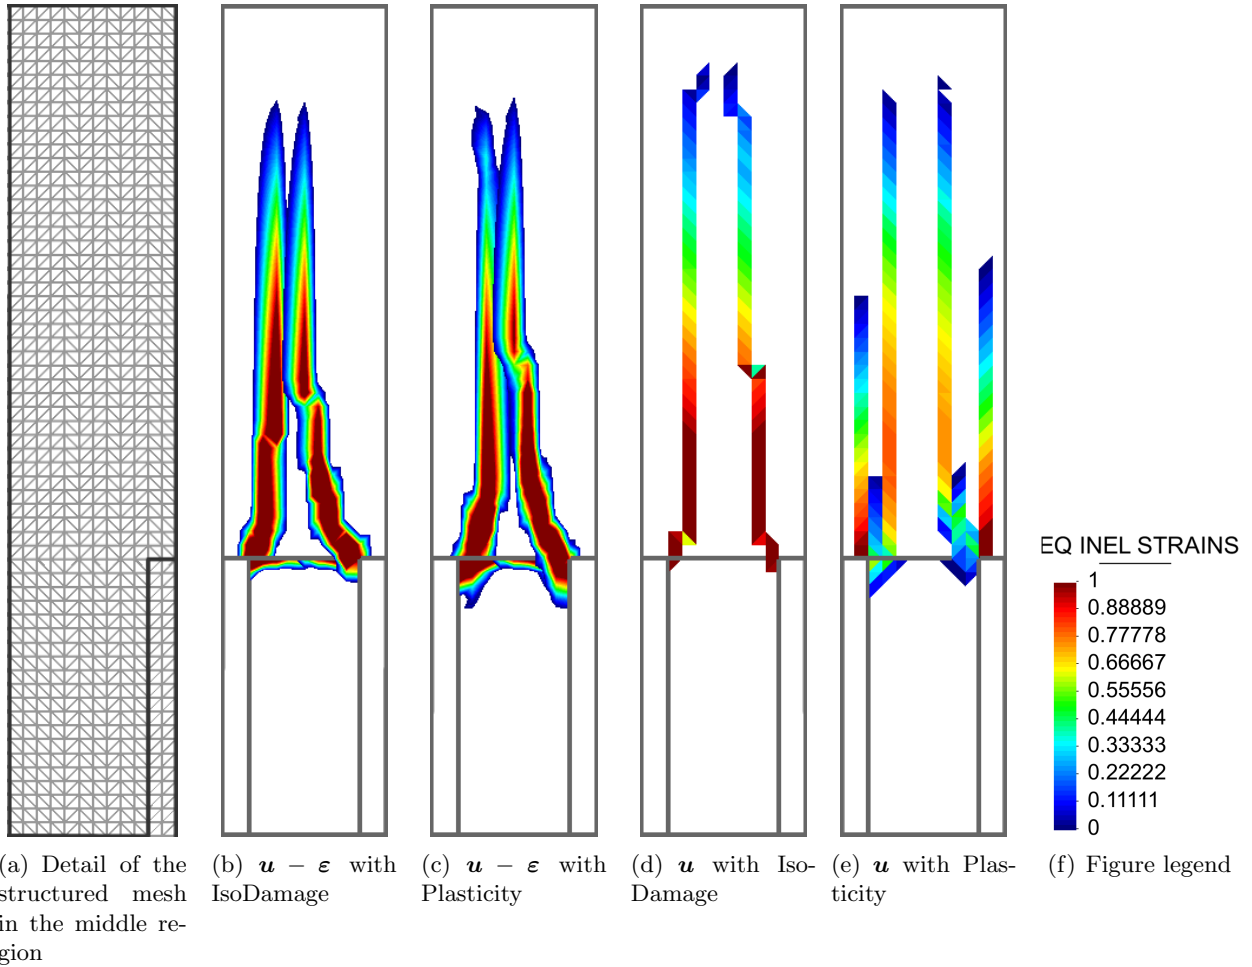 EQ INEL STRAINS
1
0.88889
0.77778
0.66667
0.55556
0.44444
0.33333
0.22222
0.11111
0
(a) Detail of the
structured mesh
in the middle re-
gion
(b) u − ε with
IsoDamage
(c) u − ε with
Plasticity
(d) u with Iso-
Damage
(e) u with Plas-
ticity
(f) Figure legend